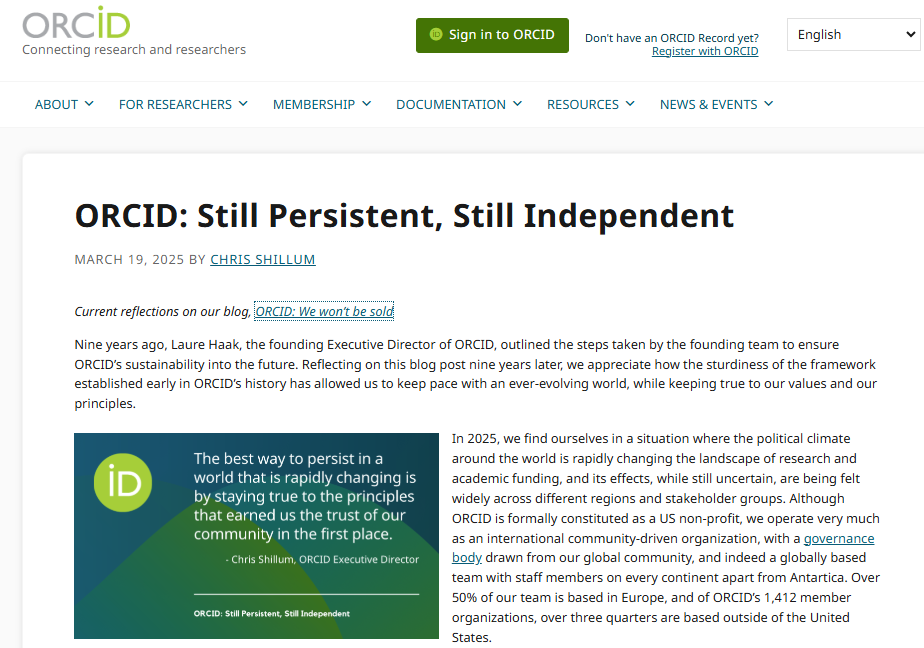 ORCiD
Connecting research and researchers
iD Sign in to ORCID
Don't have an ORCID Record yet?
Register with ORCID
English
ABOUT
FOR RESEARCHERS
MEMBERSHIP
DOCUMENTATION
RESOURCES
NEWS & EVENTS
ORCID: Still Persistent, Still Independent
MARCH 19, 2025 BY CHRIS SHILLUM
Current reflections on our blog, ORCID: We won't be sold
Nine years ago, Laure Haak, the founding Executive Director of ORCID, outlined the steps taken by the founding team to ensure
ORCID's sustainability into the future. Reflecting on this blog post nine years later, we appreciate how the sturdiness of the framework
established early in ORCID's history has allowed us to keep pace with an ever-evolving world, while keeping true to our values and our
principles.
iD
The best way to persist in a
world that is rapidly changing is
by staying true to the principles
that earned us the trust of our
community in the first place.
- Chris Shillum, ORCID Executive Director
ORCID: Still Persistent, Still Independent
In 2025, we find ourselves in a situation where the political climate
around the world is rapidly changing the landscape of research and
academic funding, and its effects, while still uncertain, are being felt
widely across different regions and stakeholder groups. Although
ORCID is formally constituted as a US non-profit, we operate very much
as an international community-driven organization, with a governance
body drawn from our global community, and indeed a globally based
team with staff members on every continent apart from Antartica. Over
50% of our team is based in Europe, and of ORCID's 1,412 member
organizations, over three quarters are based outside of the United
States.